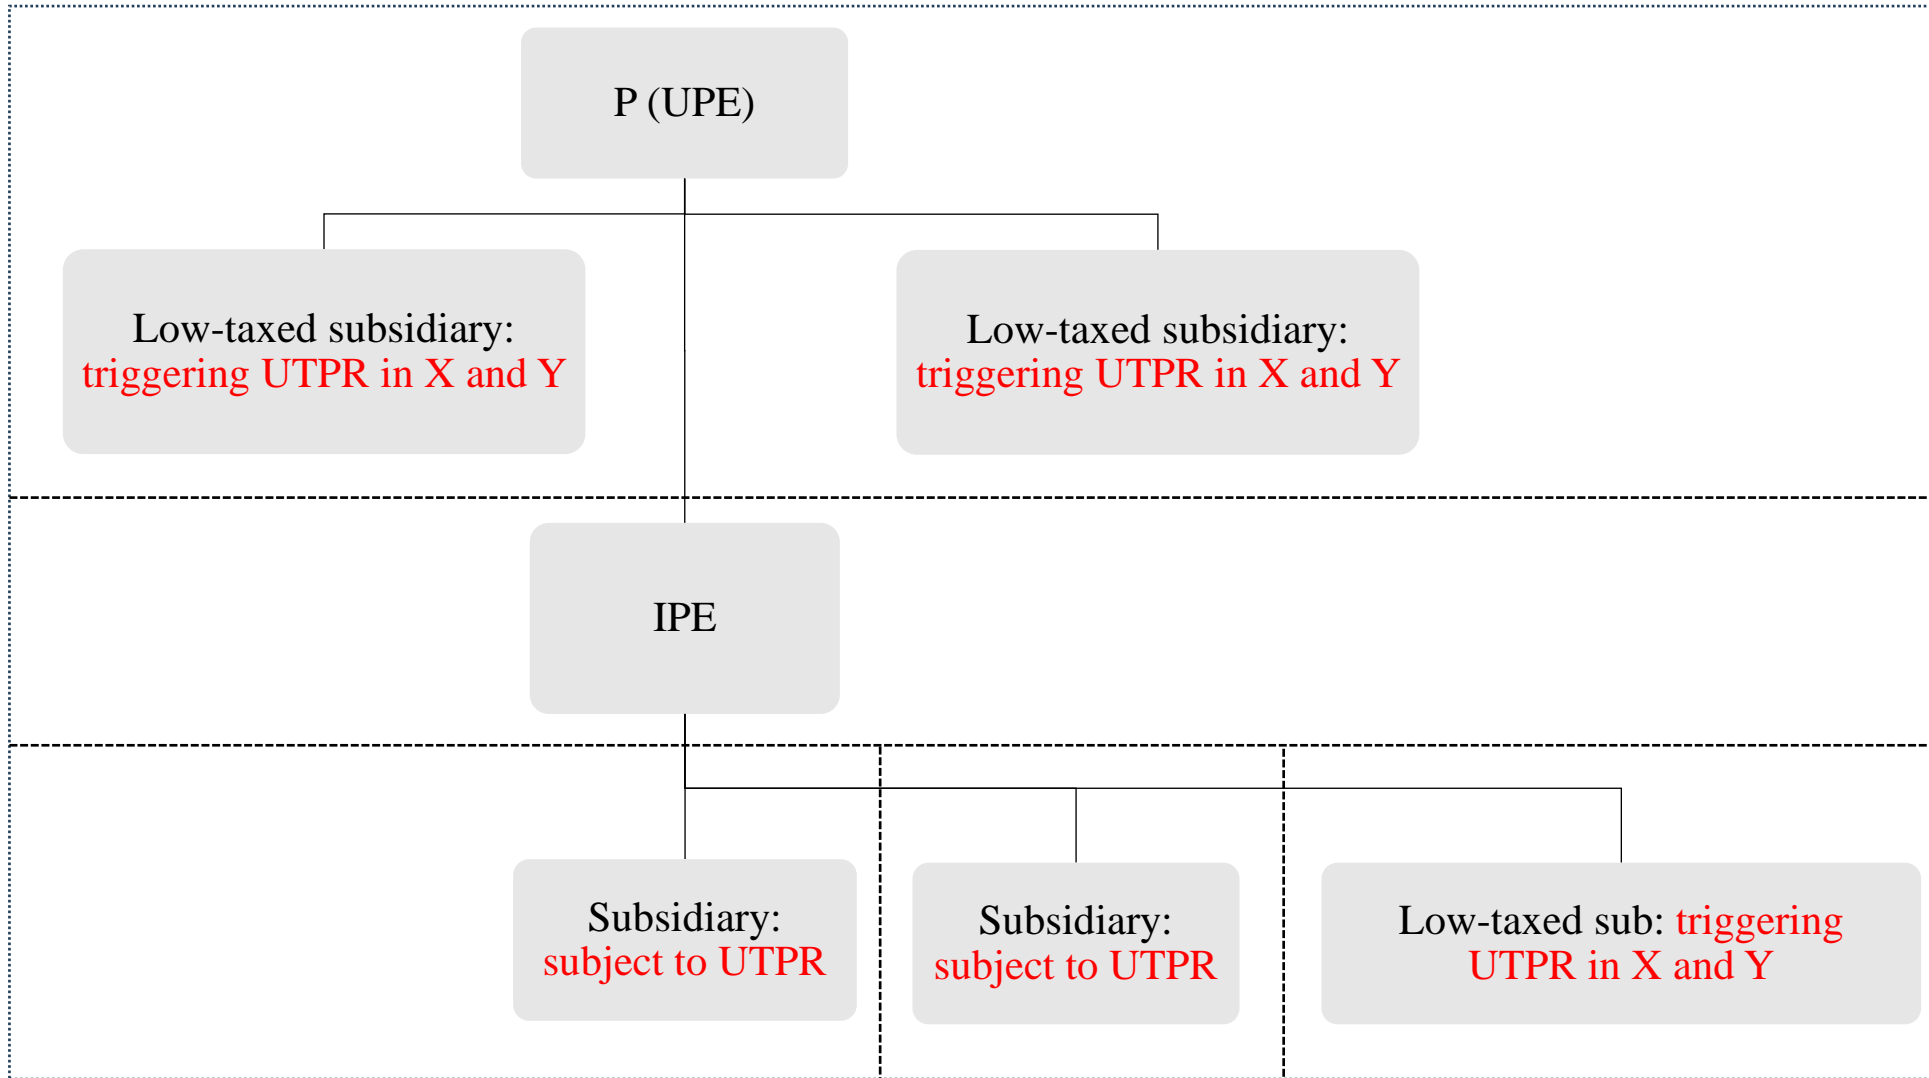 P (UPE)
Low-taxed subsidiary:
triggering UTPR in X and Y
Low-taxed subsidiary:
triggering UTPR in X and Y
IPE
Subsidiary:
subject to UTPR
Subsidiary:
subject to UTPR
Low-taxed sub: triggering
UTPR in X and Y